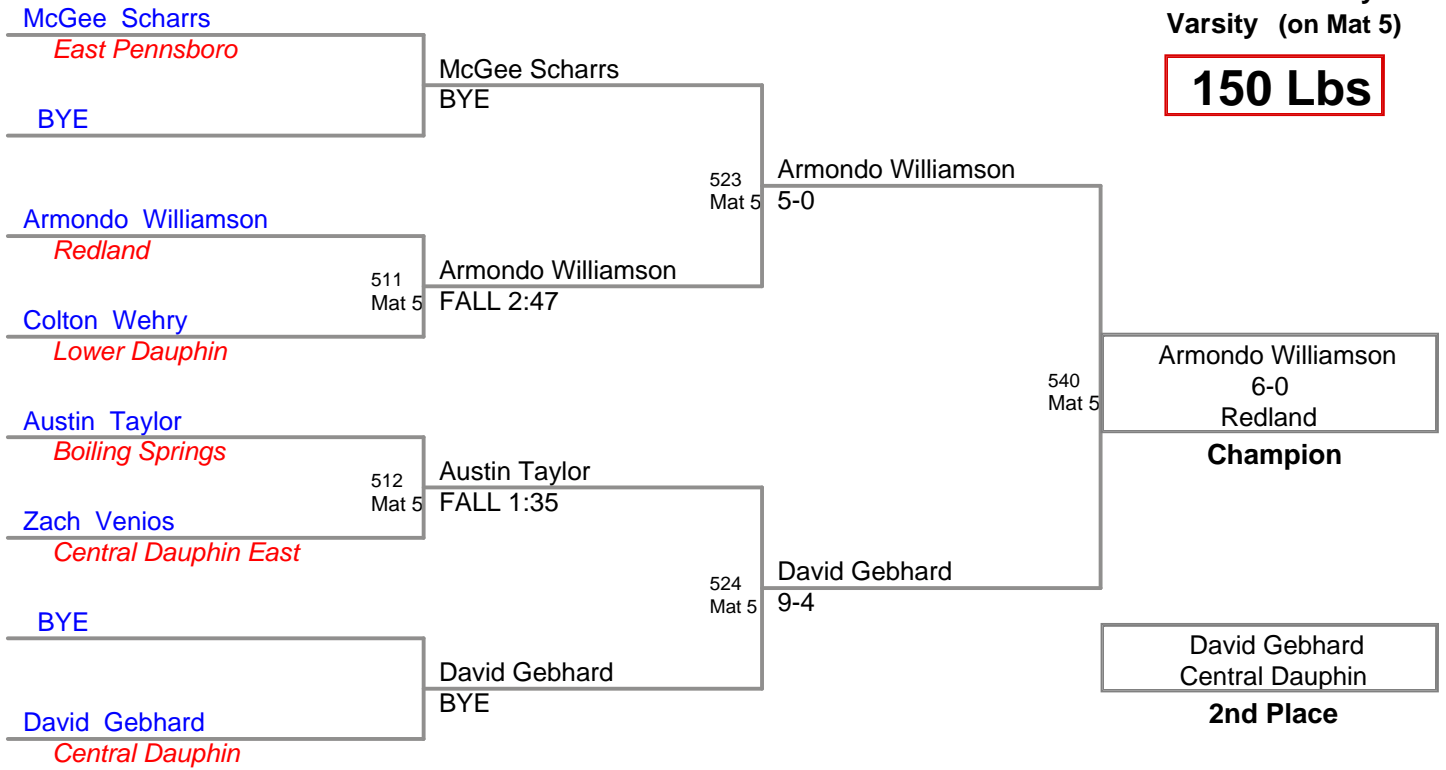 McGee  Scharrs
East Pennsboro
BYE
Armondo  Williamson
Redland
Colton  Wehry
Lower Dauphin
Austin  Taylor
Boiling Springs
Zach  Venios
Central Dauphin East
BYE
David  Gebhard
Central Dauphin
McGee Scharrs
BYE
511
Mat 5
Armondo Williamson
FALL 2:47
512
Mat 5
Austin Taylor
FALL 1:35
David Gebhard
BYE
523
Mat 5
Armondo Williamson
5-0
524
Mat 5
David Gebhard
9-4
540
Mat 5
Varsity   (on Mat 5)
150 Lbs
Armondo Williamson
6-0
Redland
Champion
David Gebhard
Central Dauphin
2nd Place